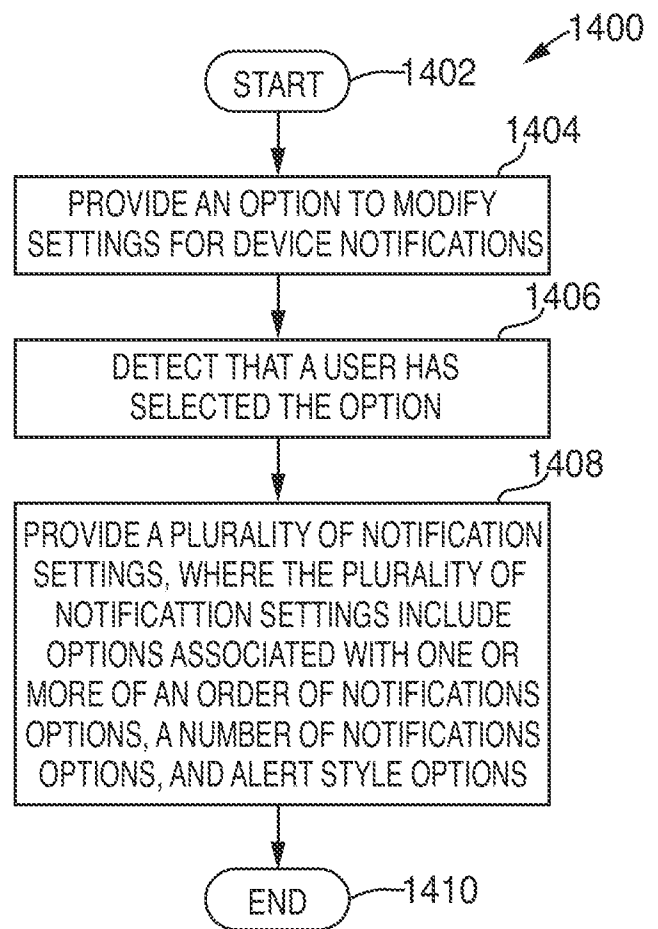 1400
START
1402
1404
PROVIDE AN OPTION TO MODIFY
SETTINGS FOR DEVICE NOTIFICATIONS
1406
DETECT THAT A USER HAS
SELECTED THE OPTION
1408
PROVIDE A PLURALITY OF NOTIFICATION
SETTINGS, WHERE THE PLURALITY OF
NOTIFICATTION SETTINGS INCLUDE
OPTIONS ASSOCIATED WITH ONE OR
MORE OF AN ORDER OF NOTIFICATIONS
OPTIONS, A NUMBER OF NOTIFICATIONS
OPTIONS, AND ALERT STYLE OPTIONS
END
1410